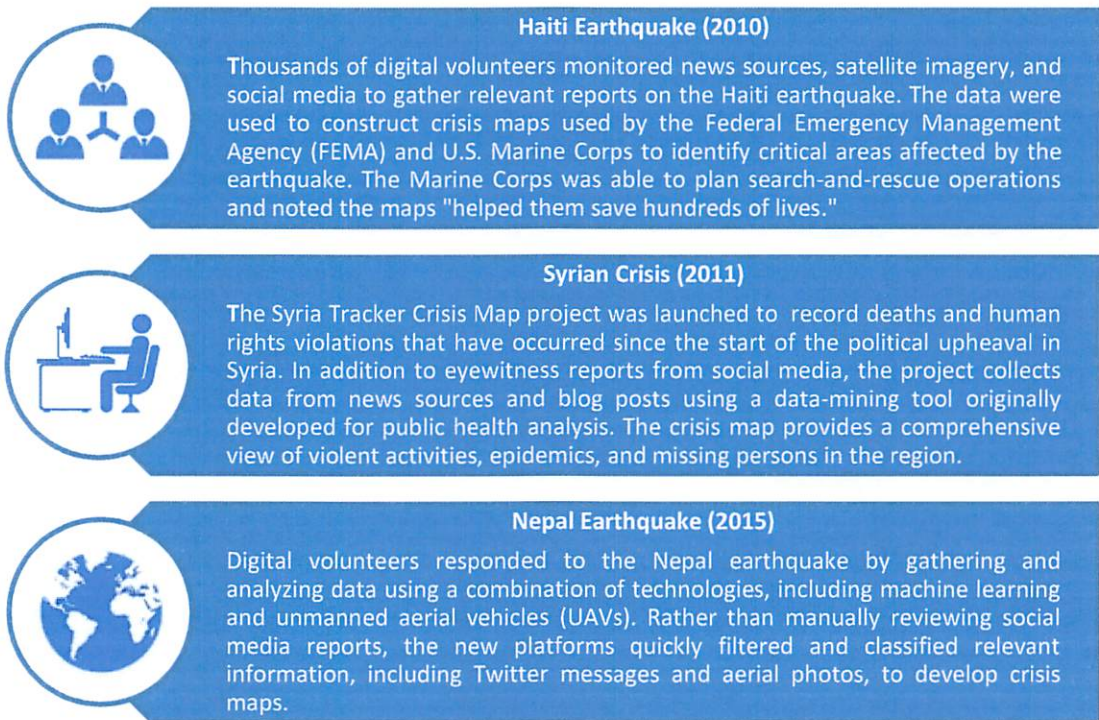 Haiti Earthquake (2010)
Thousands of digital volunteers monitored news sources, satellite imagery, and
social media to gather relevant reports on the Haiti earthquake. The data were
used to construct crisis maps used by the Federal Emergency Management
Agency (FEMA) and U.S. Marine Corps to identify critical areas affected by the
earthquake. The Marine Corps was able to plan search-and-rescue operations
and noted the maps "helped them save hundreds of lives."
Syrian Crisis (2011)
The Syria Tracker Crisis Map project was launched to record deaths and human
rights violations that have occurred since the start of the political upheaval in
Syria. In addition to eyewitness reports from social media, the project collects
data from news sources and blog posts using a data-mining tool originally
developed for public health analysis. The crisis map provides a comprehensive
view of violent activities, epidemics, and missing persons in the region.
Nepal Earthquake (2015)
Digital volunteers responded to the Nepal earthquake by gathering and
analyzing data using a combination of technologies, including machine learning
and unmanned aerial vehicles (UAVs). Rather than manually reviewing social
media reports, the new platforms quickly filtered and classified relevant
information, including Twitter messages and aerial photos, to develop crisis
maps.